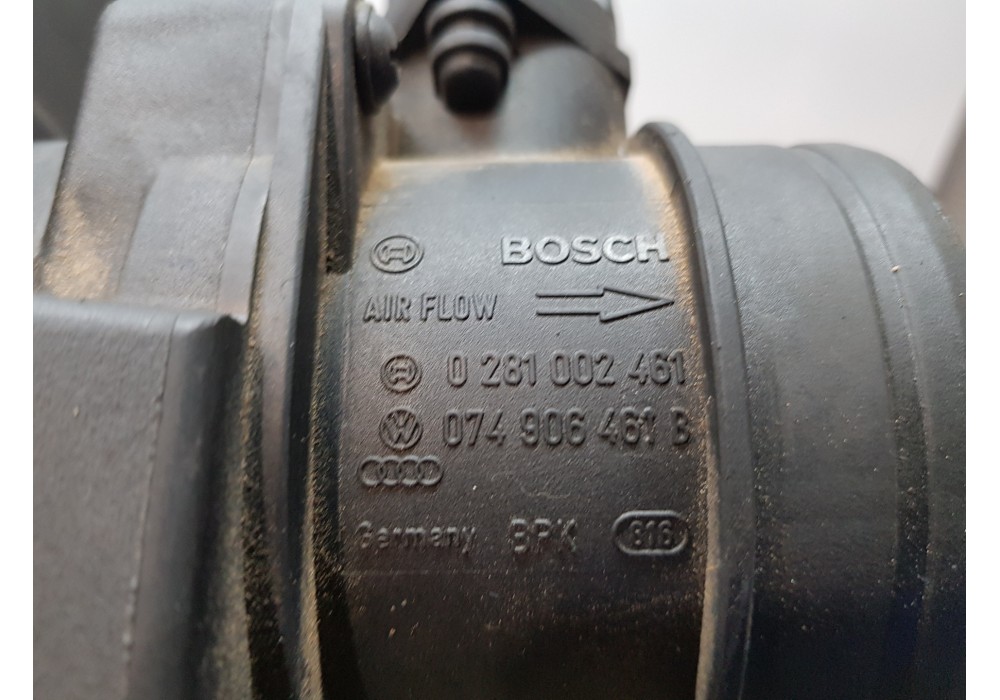 BOSCH
AIR FLOW
0 281 002 461
074 906 461 B
Germany BPK 816